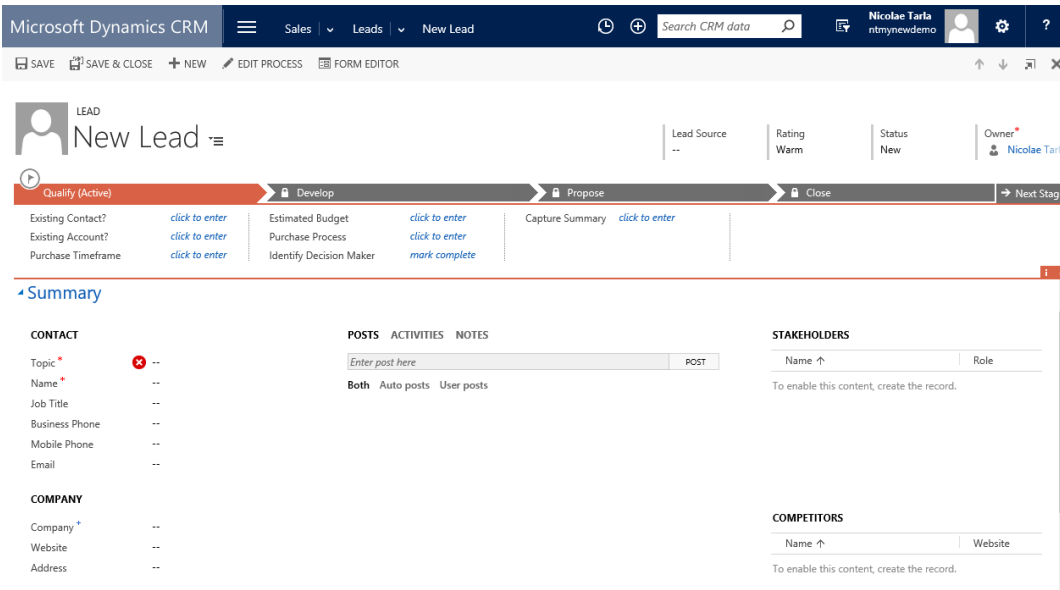 Microsoft Dynamics CRM Sales Leads New Lead Search CRM data Nicolae Tarla ?
ntmynewdemo
SAVE SAVE & CLOSE + NEW EDIT PROCESS FORM EDITOR
LEAD
New Lead
Lead Source Rating Status Owner*
-- Warm New Nicolae Tarl
Qualify (Active) Develop Propose Close → Next Stag
Existing Contact? click to enter Estimated Budget click to enter Capture Summary click to enter
Existing Account? click to enter Purchase Process click to enter
Purchase Timeframe click to enter Identify Decision Maker mark complete
i
Summary
CONTACT POSTS ACTIVITIES NOTES STAKEHOLDERS
Topic* -- Enter post here POST Name ↑ Role
Name* -- Both Auto posts User posts To enable this content, create the record.
Job Title --
Business Phone --
Mobile Phone --
Email --
COMPANY
COMPETITORS
Company+ --
Website -- Name ↑ Website
Address -- To enable this content, create the record.